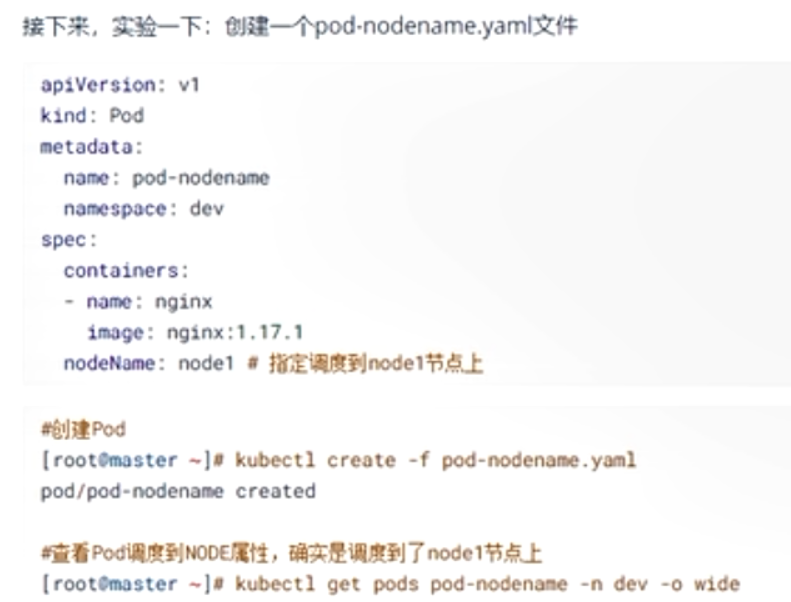 接下来，实验一下：创建一个pod-nodename.yaml文件
apiVersion: v1
kind: Pod
metadata:
  name: pod-nodename
  namespace: dev
spec:
  containers:
  - name: nginx
    image: nginx:1.17.1
  nodeName: node1 # 指定调度到node1节点上
#创建Pod
[root@master ~]# kubectl create -f pod-nodename.yaml
pod/pod-nodename created
#查看Pod调度到NODE属性，确实是调度到了node1节点上
[root@master ~]# kubectl get pods pod-nodename -n dev -o wide